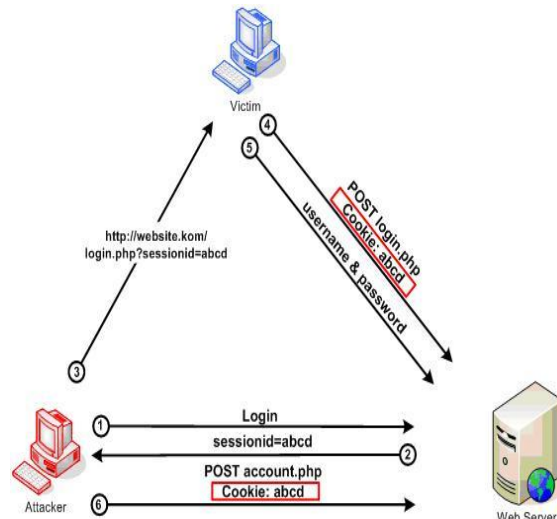 Victim
4
5
POST login.php
Cookie: abcd
username & password
http://website.kom/
login.php?sessionid=abcd
3
1
Login
sessionid=abcd
2
POST account.php
Cookie: abcd
6
Attacker
Web Server